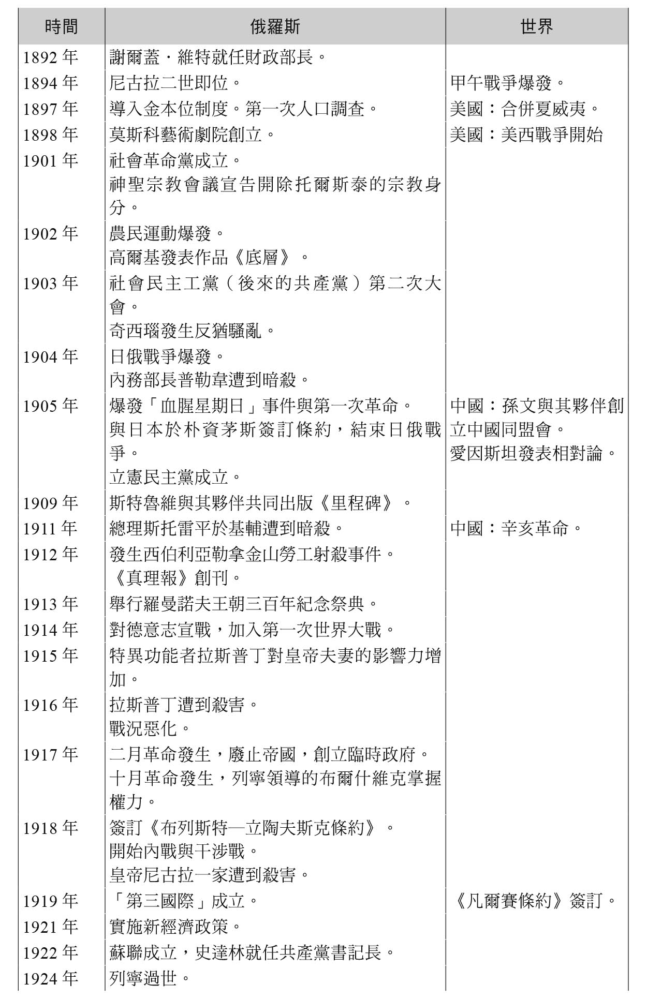 時間 俄羅斯 世界
1892 年 謝爾蓋．維特就任財政部長。
1894 年 尼古拉二世即位。 甲午戰爭爆發。
1897 年 導入金本位制度。第一次人口調查。 美國：合併夏威夷。
1898 年 莫斯科藝術劇院創立。 美國：美西戰爭開始
1901 年 社會革命黨成立。
神聖宗教會議宣告開除托爾斯泰的宗教身
分。
1902 年 農民運動爆發。
高爾基發表作品《底層》。
1903 年 社會民主工黨（後來的共產黨）第二次大
會。
奇西瑙發生反猶騷亂。
1904 年 日俄戰爭爆發。
內務部長普勒韋遭到暗殺。
1905 年 爆發「血腥星期日」事件與第一次革命。 中國：孫文與其夥伴創
與日本於朴資茅斯簽訂條約，結束日俄戰 立中國同盟會。
爭。 愛因斯坦發表相對論。
立憲民主黨成立。
1909 年 斯特魯維與其夥伴共同出版《里程碑》。
1911 年 總理斯托雷平於基輔遭到暗殺。 中國：辛亥革命。
1912 年 發生西伯利亞勒拿金山勞工射殺事件。
《真理報》創刊。
1913 年 舉行羅曼諾夫王朝三百年紀念祭典。
1914 年 對德意志宣戰，加入第一次世界大戰。
1915 年 特異功能者拉斯普丁對皇帝夫妻的影響力增
加。
1916 年 拉斯普丁遭到殺害。
戰況惡化。
1917 年 二月革命發生，廢止帝國，創立臨時政府。
十月革命發生，列寧領導的布爾什維克掌握
權力。
1918 年 簽訂《布列斯特—立陶夫斯克條約》。
開始內戰與干涉戰。
皇帝尼古拉一家遭到殺害。
1919 年 「第三國際」成立。 《凡爾賽條約》簽訂。
1921 年 實施新經濟政策。
1922 年 蘇聯成立，史達林就任共產黨書記長。
1924 年 列寧過世。